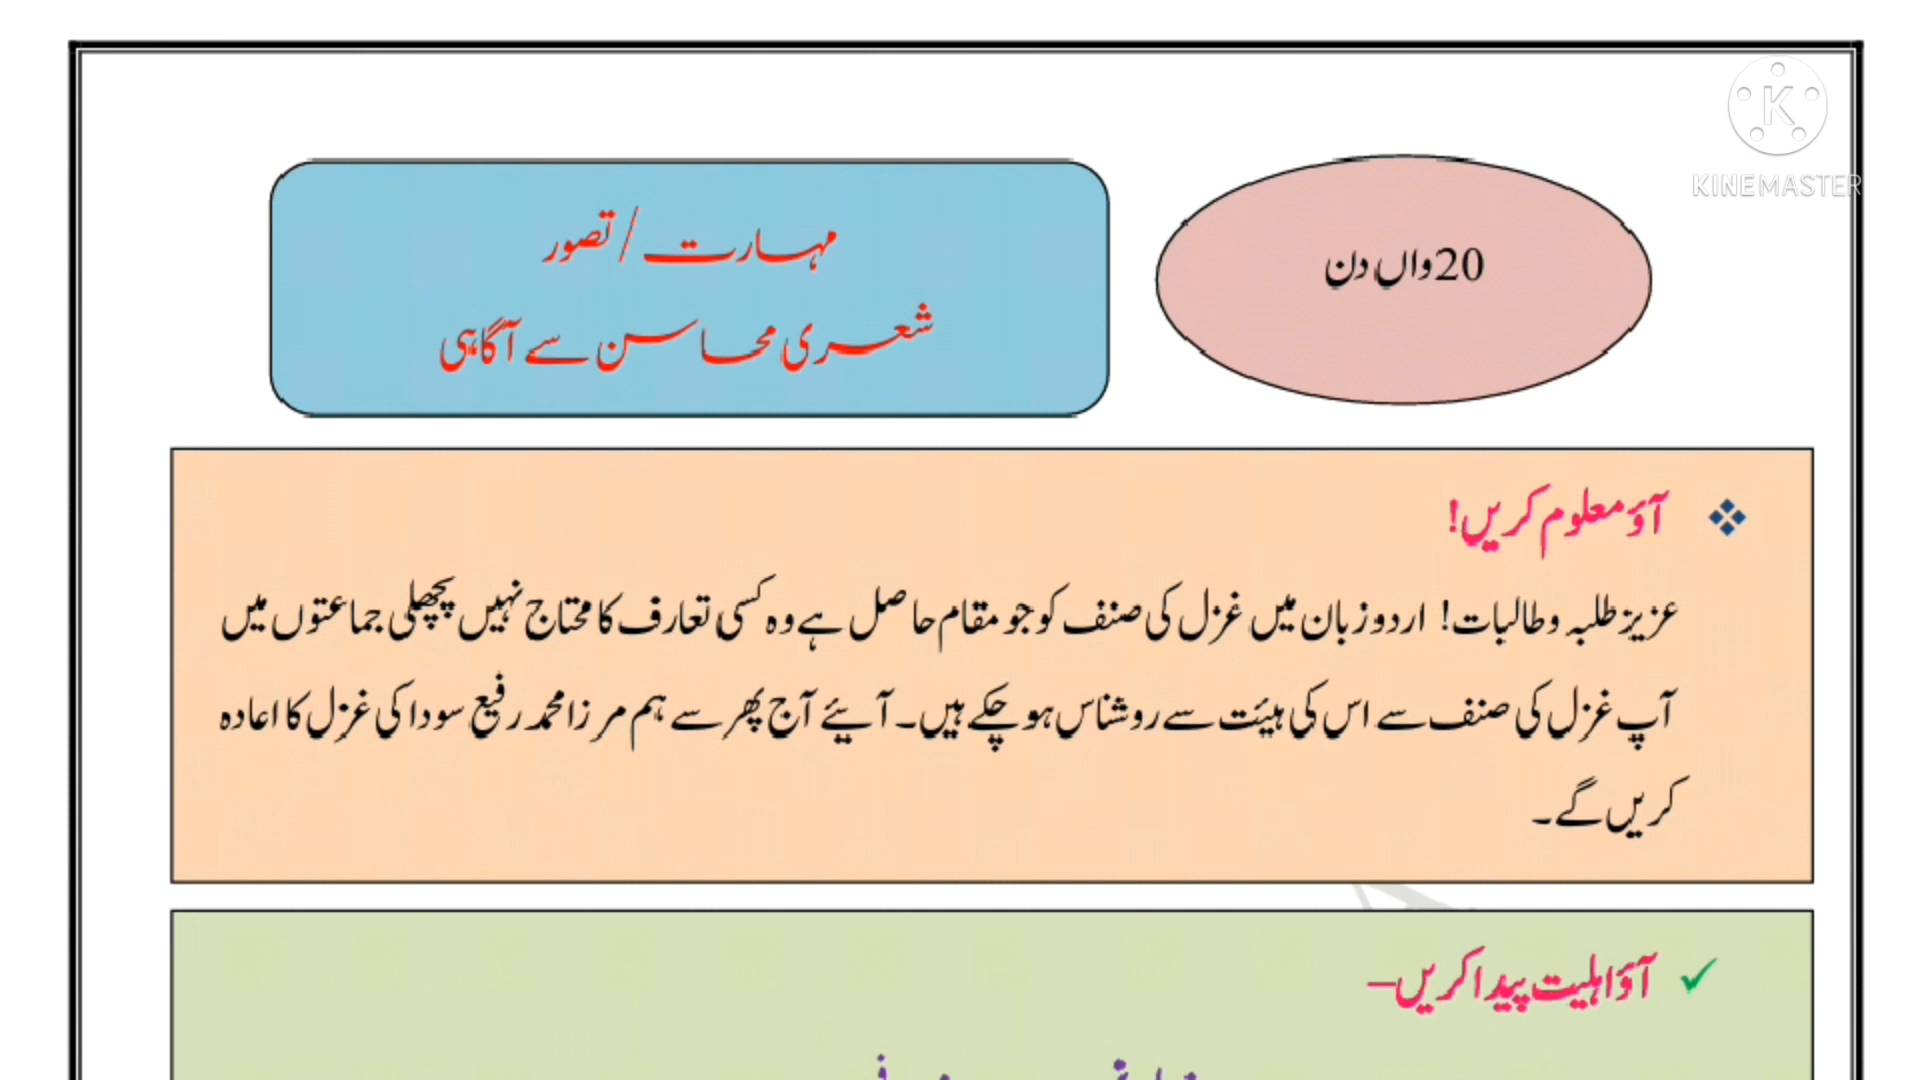 20واں دن
مہارت / تصور
شعری محاسن سے آگاہی
KINEMASTER
آؤ معلوم کریں!
عزیز طلبہ و طالبات! اردو زبان میں غزل کی صنف کو جو مقام حاصل ہے وہ کسی تعارف کا محتاج نہیں پچھلی جماعتوں میں
آپ غزل کی صنف سے اس کی ہیئت سے روشناس ہو چکے ہیں۔ آیئے آج پھر سے ہم مرزا محمد رفیع سودا کی غزل کا اعادہ
کریں گے۔
آؤ اہلیت پیدا کریں–